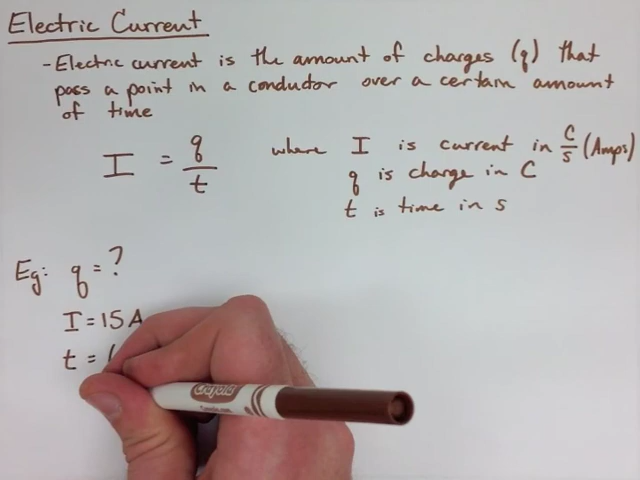 Electric Current
- Electric current is the amount of charges (q) that
pass a point in a conductor over a certain amount
of time
I = q/t
where I is current in C/s (Amps)
q is charge in C
t is time in s
Eg: q = ?
I = 15 A
t =
Crayola